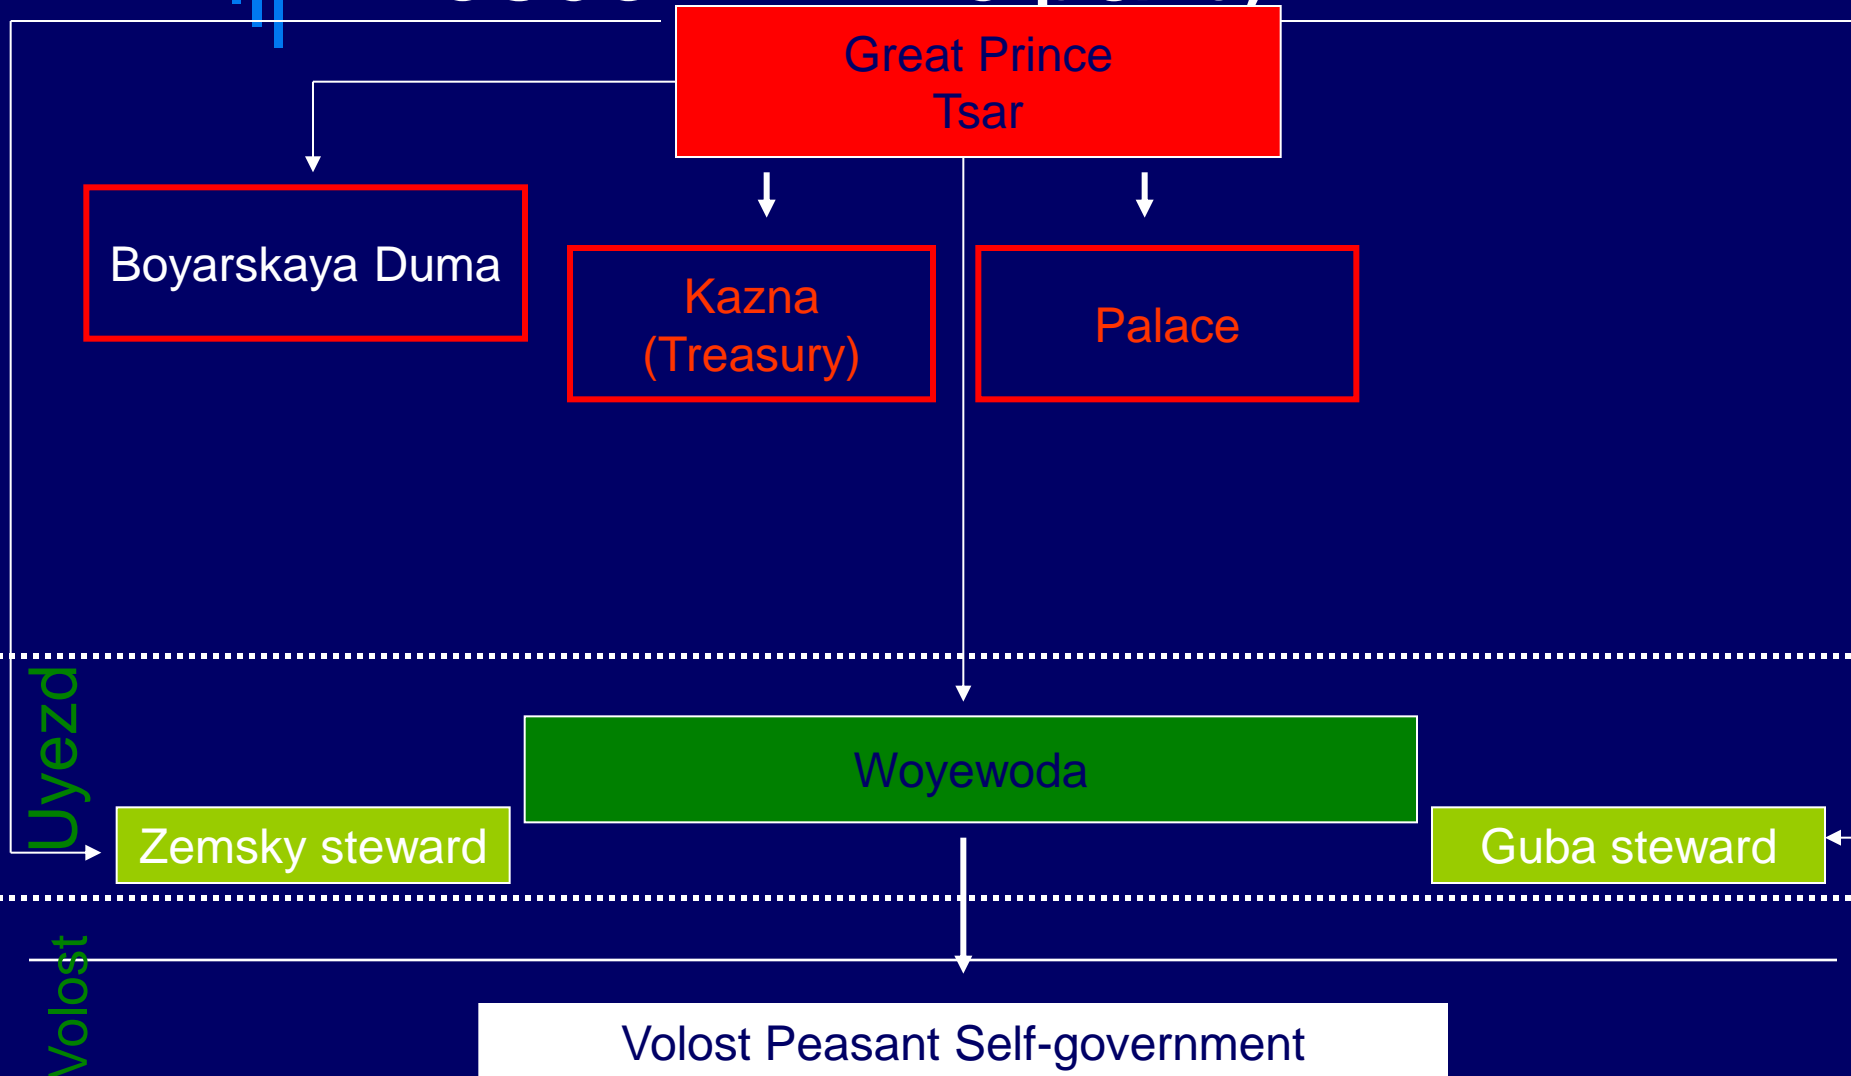 Great Prince
Tsar
Boyarskaya Duma
Kazna
(Treasury)
Palace
Uyezd
Woyewoda
Zemsky steward
Guba steward
Volost
Volost Peasant Self-government